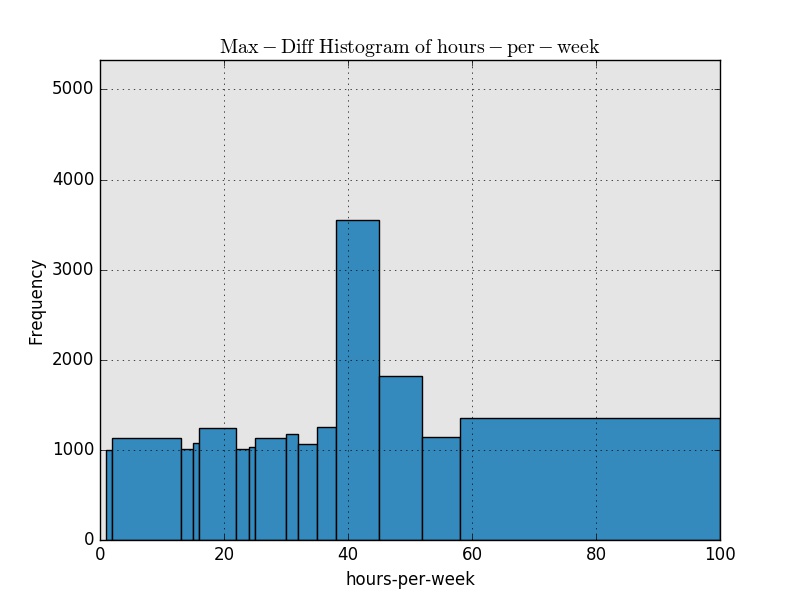 Max − Diff Histogram of hours − per − week
5000
4000
3000
2000
1000
0
Frequency
0 20 40 60 80 100
hours-per-week